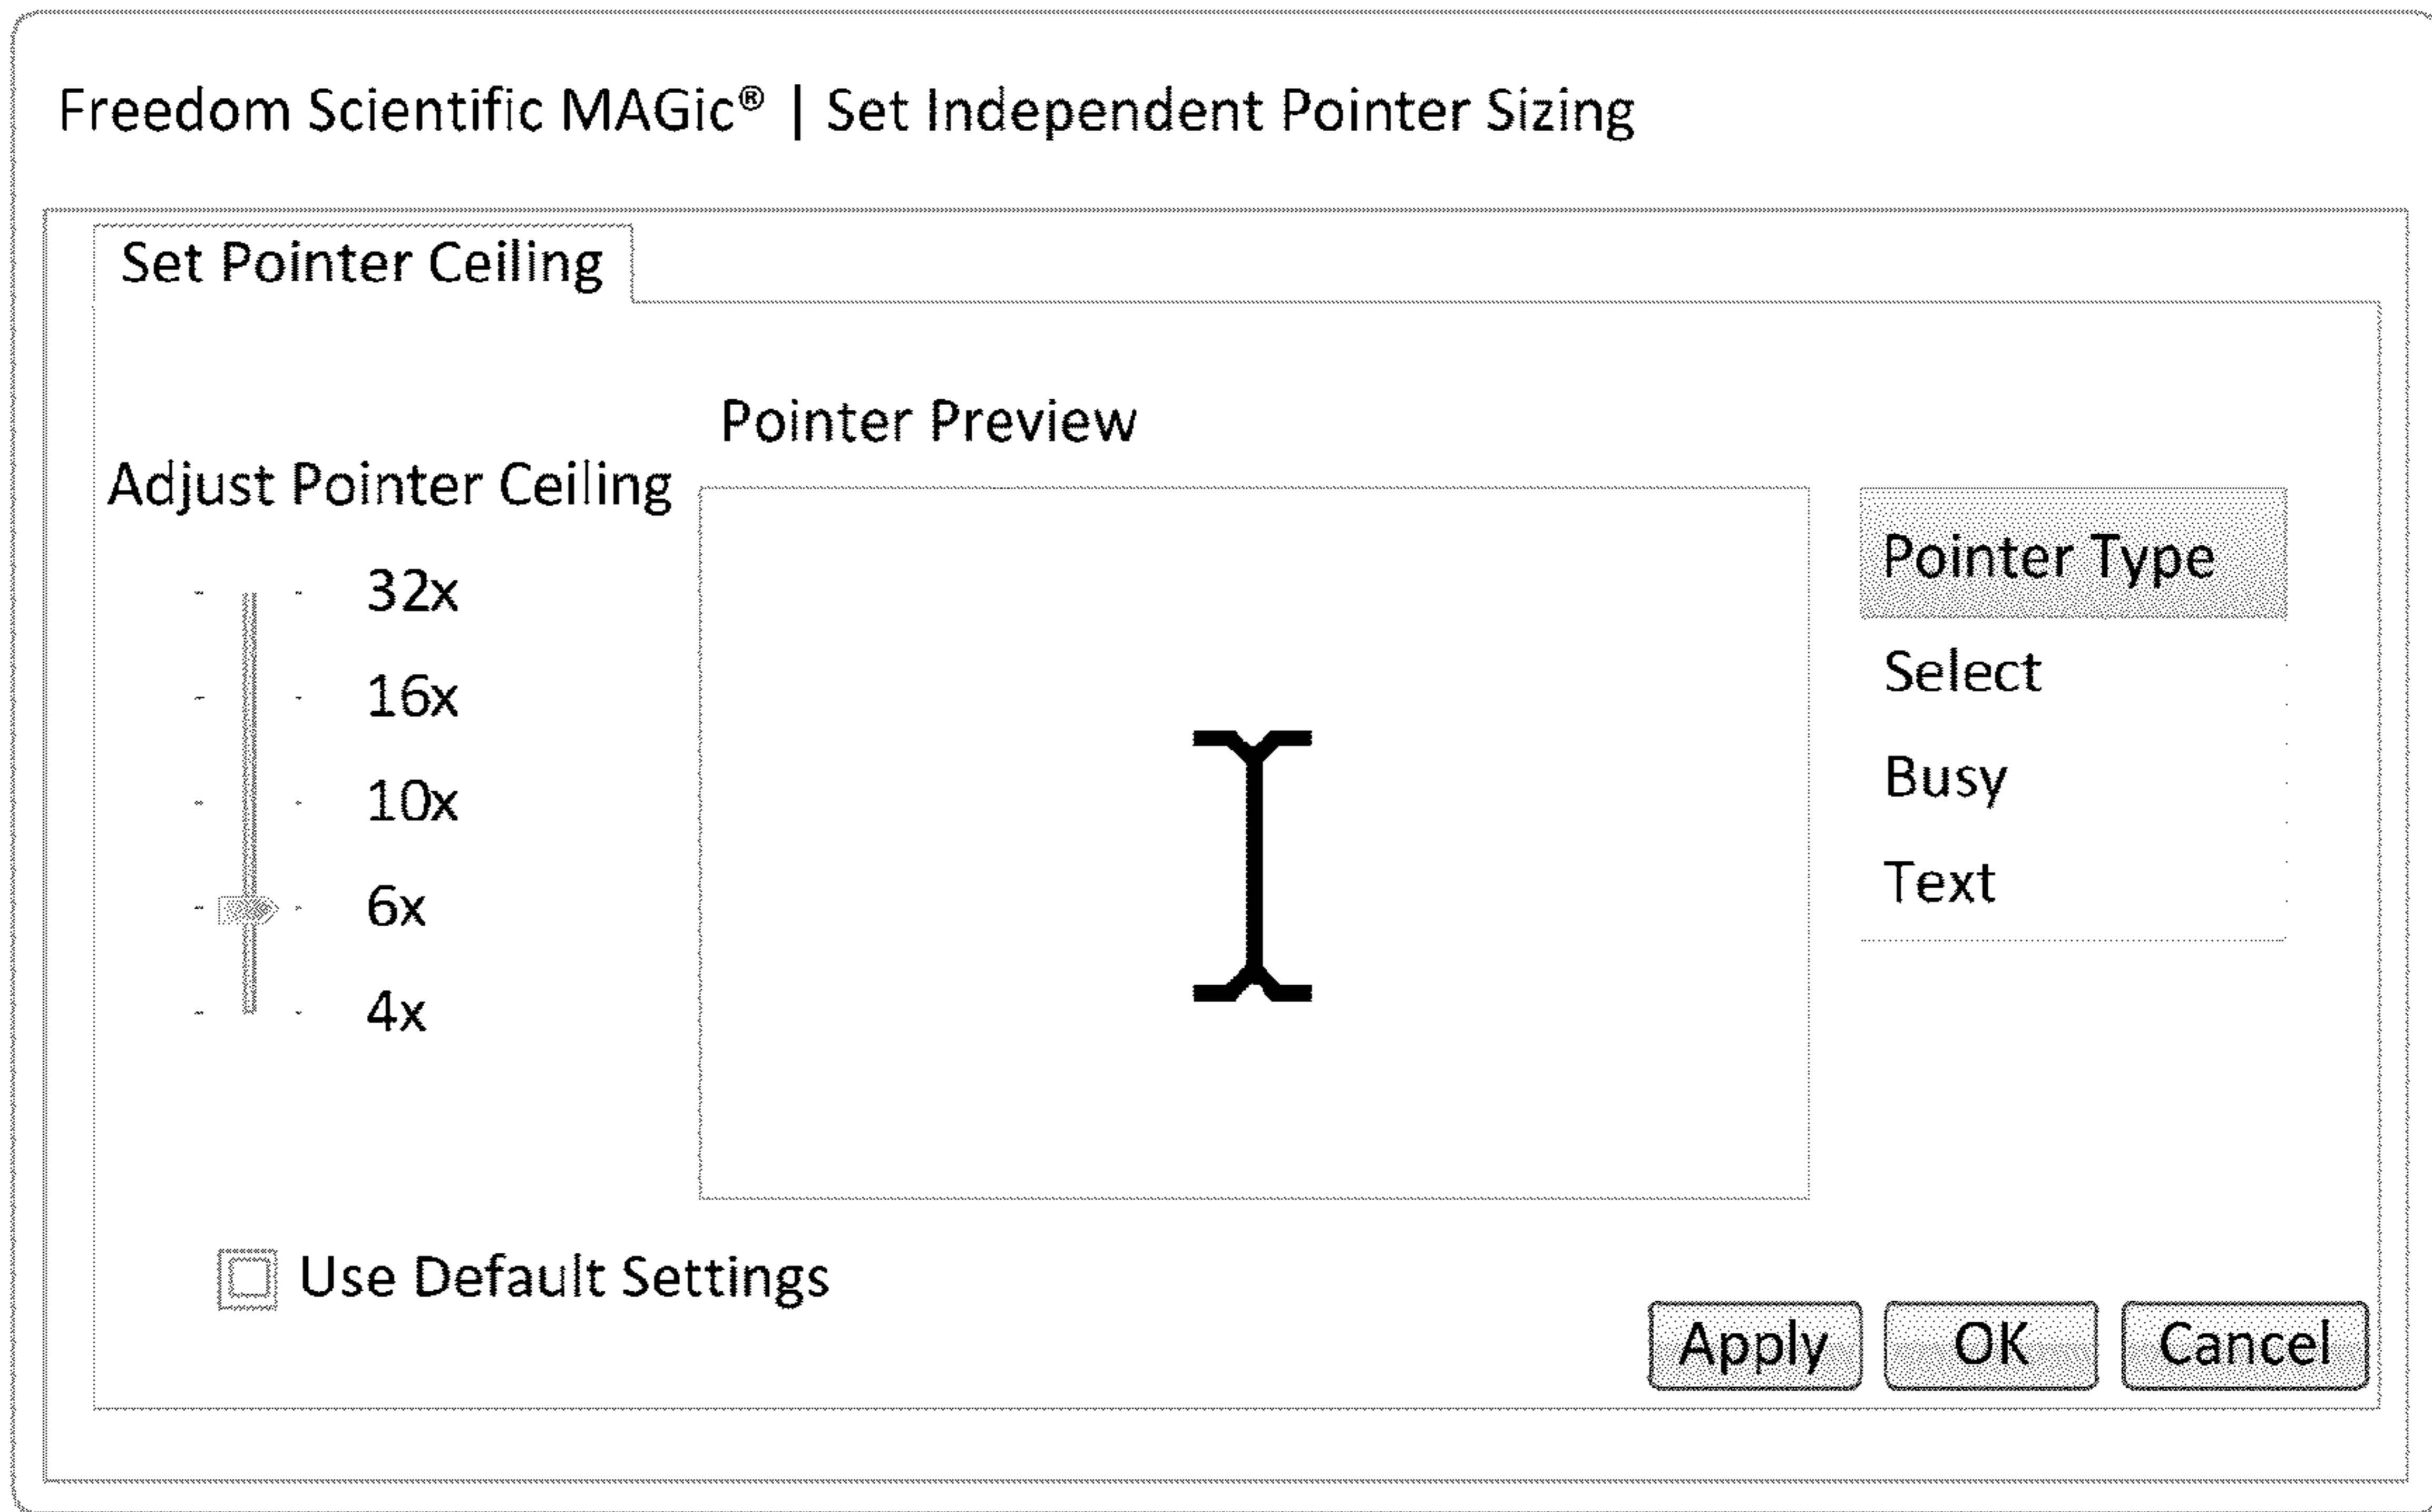 Freedom Scientific MAGic® | Set Independent Pointer Sizing
Set Pointer Ceiling
Adjust Pointer Ceiling
32x
16x
10x
6x
4x
Pointer Preview
Pointer Type
Select
Busy
Text
Use Default Settings
Apply
OK
Cancel